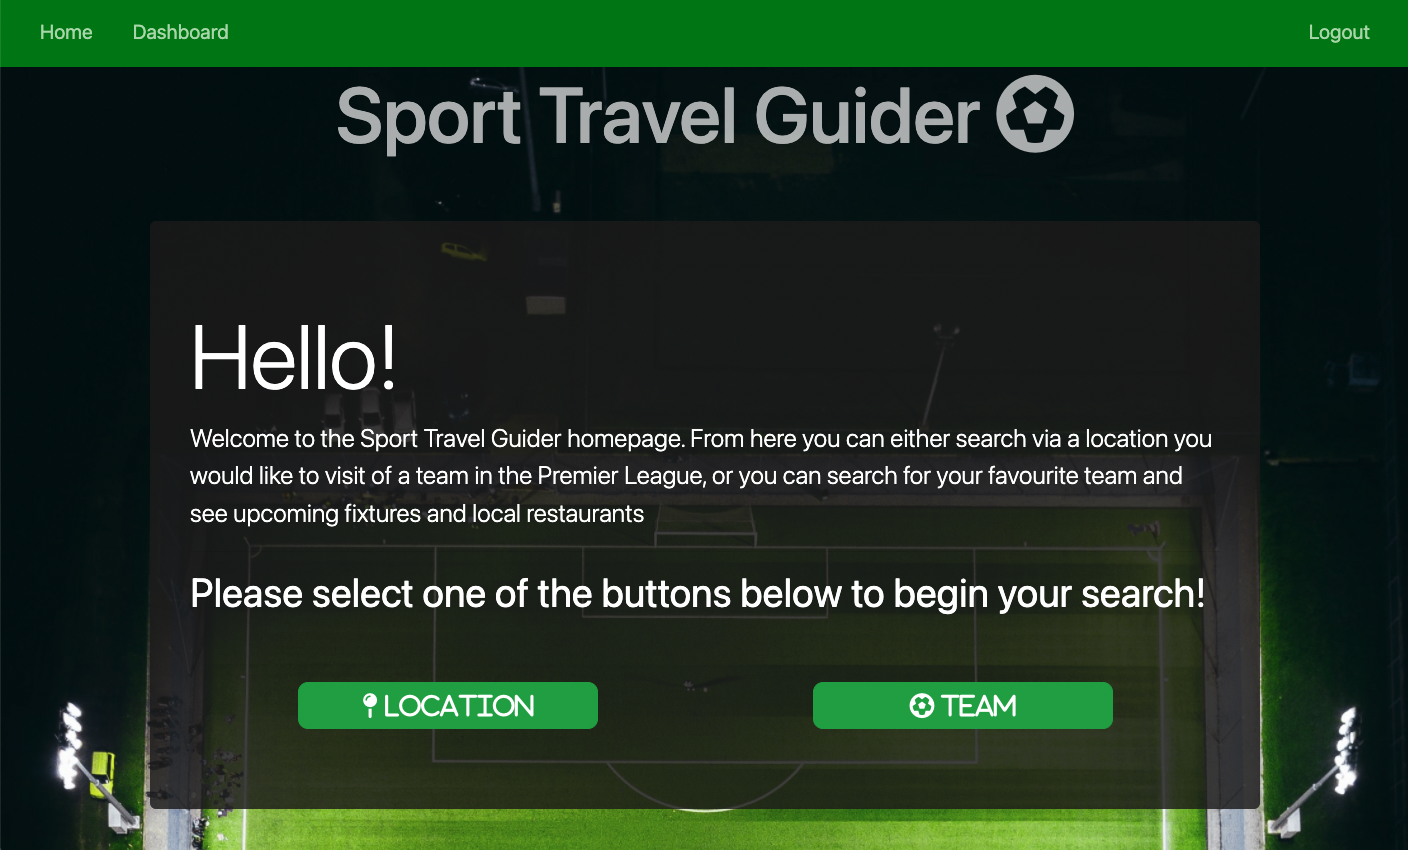 Home Dashboard Logout
Sport Travel Guider
Hello!
Welcome to the Sport Travel Guider homepage. From here you can either search via a location you
would like to visit of a team in the Premier League, or you can search for your favourite team and
see upcoming fixtures and local restaurants
Please select one of the buttons below to begin your search!
LOCATION TEAM